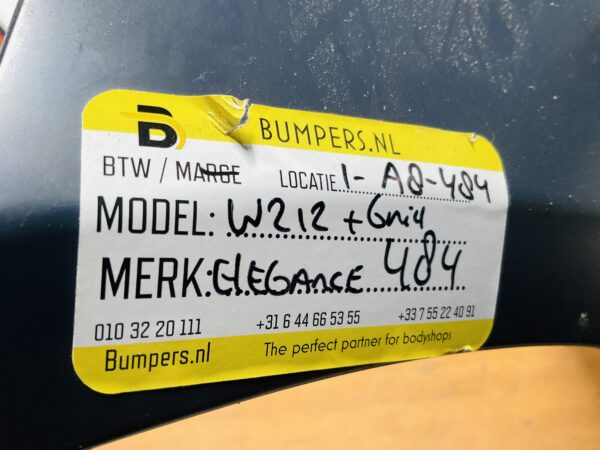 B
BUMPERS.NL
BTW / MARGE LOCATIE 1-A8-484
MODEL: W212 + Grill
MERK: ELEGANCE 484
010 32 20 111 +31 6 44 66 53 55 +33 7 55 22 40 91
Bumpers.nl The perfect partner for bodyshops